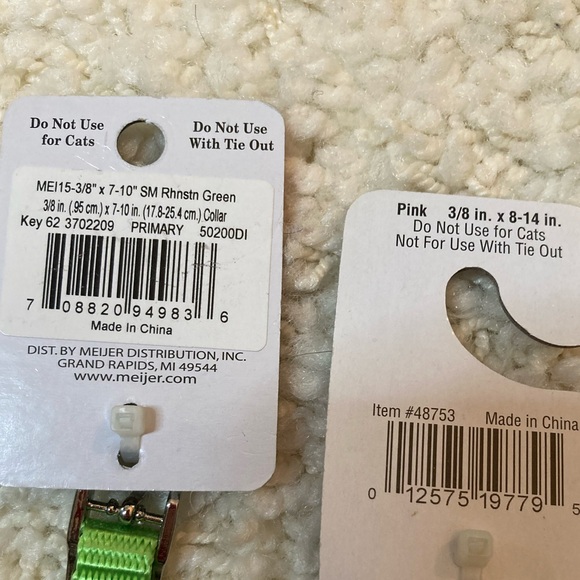 Do Not Use
for Cats
Do Not Use
With Tie Out
MEI15-3/8" x 7-10" SM Rhnstn Green
3/8 in. (.95 cm.) x 7-10 in. (17.8-25.4 cm.) Collar
Key 62 3702209 PRIMARY 50200DI
7 08820 94983 6
Made in China
DIST. BY MEIJER DISTRIBUTION, INC.
GRAND RAPIDS, MI 49544
www.meijer.com
Pink 3/8 in. x 8-14 in.
Do Not Use for Cats
Not For Use With Tie Out
Item #48753 Made in China
0 12575 19779 5